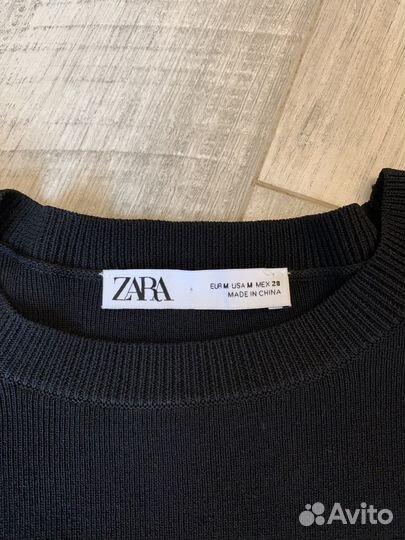 ZARA
EUR M USA M MEX 28
MADE IN CHINA
Avito